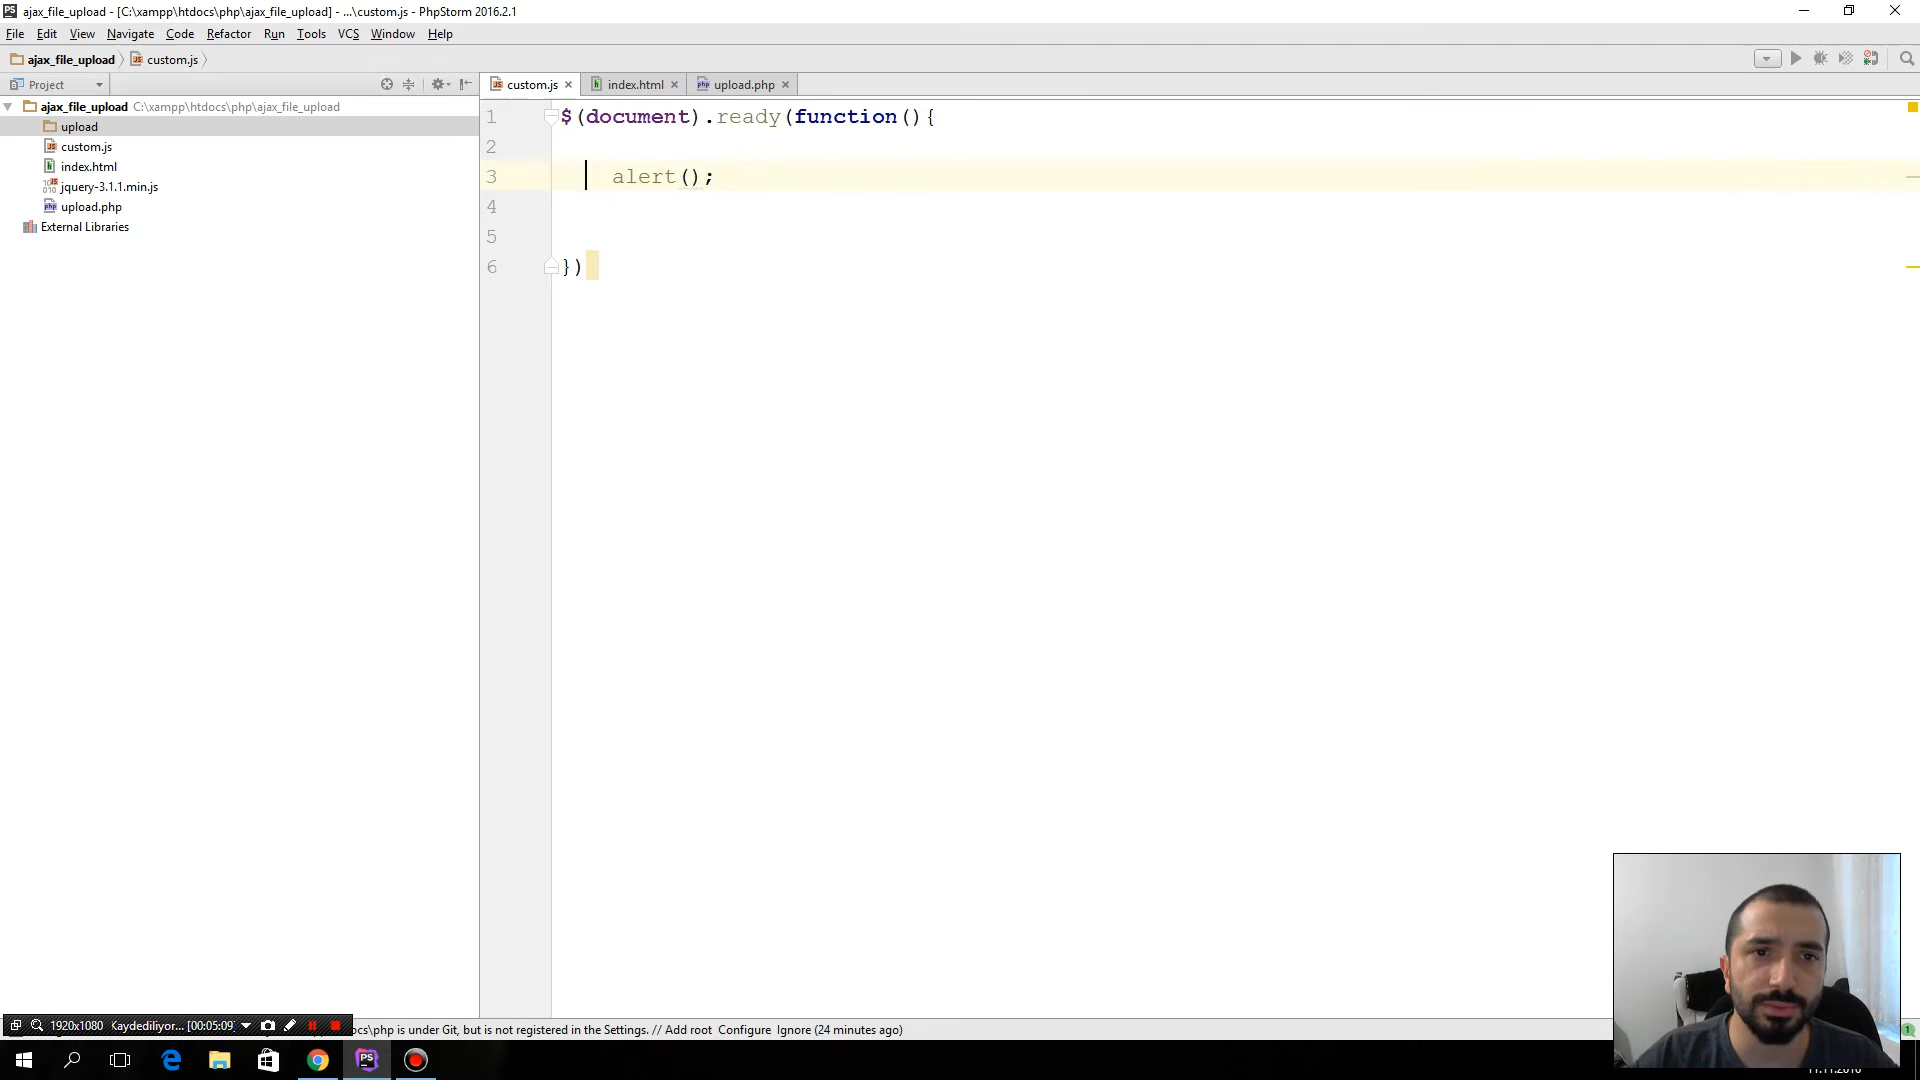 ajax_file_upload - [C:\xampp\htdocs\php\ajax_file_upload] - ...\custom.js - PhpStorm 2016.2.1
File Edit View Navigate Code Refactor Run Tools VCS Window Help
ajax_file_upload custom.js
Project
custom.js index.html upload.php
ajax_file_upload C:\xampp\htdocs\php\ajax_file_upload
upload
custom.js
index.html
jquery-3.1.1.min.js
upload.php
External Libraries
1 $(document).ready(function(){
2
3 alert();
4
5
6 })
1920x1080 Kaydediliyor... [00:05:09]
ocs\php is under Git, but is not registered in the Settings. // Add root Configure Ignore (24 minutes ago)
1